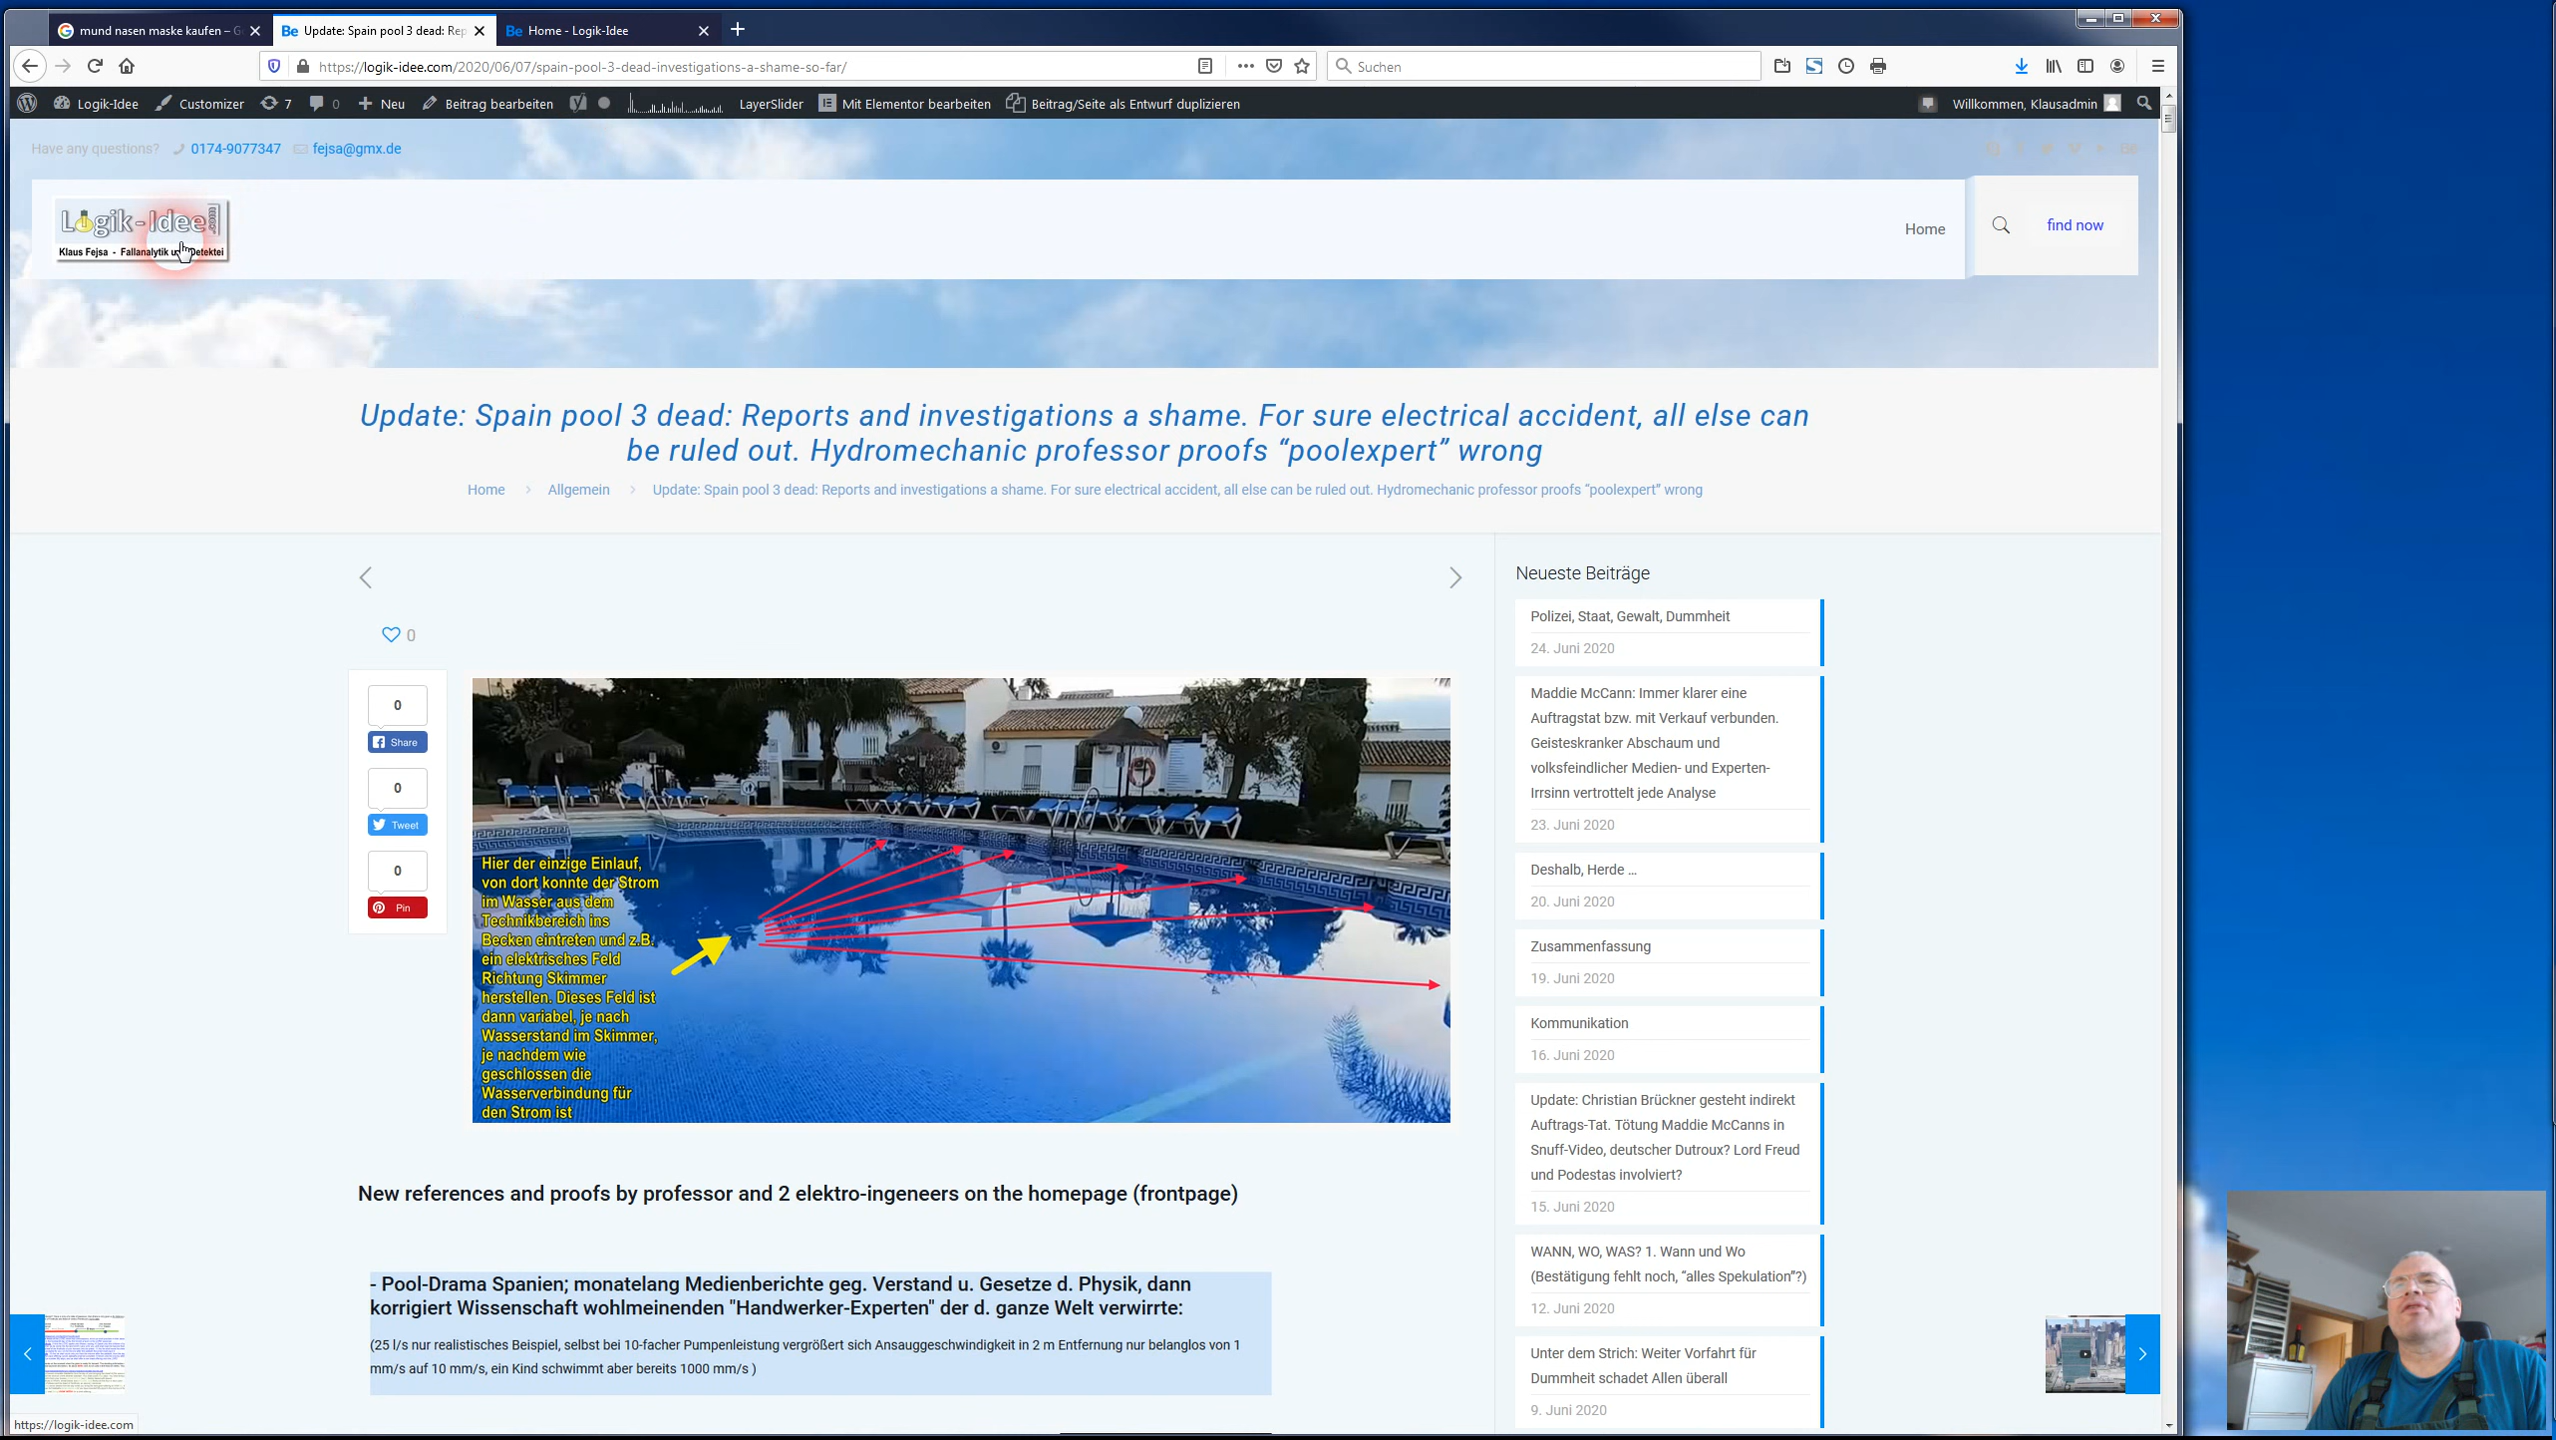 mund nasen maske kaufen – G
Update: Spain pool 3 dead: Rep
Home - Logik-Idee
https://logik-idee.com/2020/06/07/spain-pool-3-dead-investigations-a-shame-so-far/
Suchen
Logik-Idee
Customizer
7
0
Neu
Beitrag bearbeiten
LayerSlider
Mit Elementor bearbeiten
Beitrag/Seite als Entwurf duplizieren
Willkommen, Klausadmin
Have any questions? 0174-9077347 fejsa@gmx.de
Logik-Idee
Klaus Fejsa - Fallanalytik u Detektei
Home
find now
Update: Spain pool 3 dead: Reports and investigations a shame. For sure electrical accident, all else can
be ruled out. Hydromechanic professor proofs “poolexpert” wrong
Home > Allgemein > Update: Spain pool 3 dead: Reports and investigations a shame. For sure electrical accident, all else can be ruled out. Hydromechanic professor proofs “poolexpert” wrong
0
0
Share
0
Tweet
0
Pin
Hier der einzige Einlauf,
von dort konnte der Strom
im Wasser aus dem
Technikbereich ins
Becken eintreten und z.B.
ein elektrisches Feld
Richtung Skimmer
herstellen. Dieses Feld ist
dann variabel, je nach
Wasserstand im Skimmer,
je nachdem wie
geschlossen die
Wasserverbindung für
den Strom ist
New references and proofs by professor and 2 elektro-ingeneers on the homepage (frontpage)
- Pool-Drama Spanien; monatelang Medienberichte geg. Verstand u. Gesetze d. Physik, dann
korrigiert Wissenschaft wohlmeinenden "Handwerker-Experten" der d. ganze Welt verwirrte:
(25 l/s nur realistisches Beispiel, selbst bei 10-facher Pumpenleistung vergrößert sich Ansauggeschwindigkeit in 2 m Entfernung nur belanglos von 1
mm/s auf 10 mm/s, ein Kind schwimmt aber bereits 1000 mm/s )
Neueste Beiträge
Polizei, Staat, Gewalt, Dummheit
24. Juni 2020
Maddie McCann: Immer klarer eine
Auftragstat bzw. mit Verkauf verbunden.
Geisteskranker Abschaum und
volksfeindlicher Medien- und Experten-
Irrsinn vertrottelt jede Analyse
23. Juni 2020
Deshalb, Herde ...
20. Juni 2020
Zusammenfassung
19. Juni 2020
Kommunikation
16. Juni 2020
Update: Christian Brückner gesteht indirekt
Auftrags-Tat. Tötung Maddie McCanns in
Snuff-Video, deutscher Dutroux? Lord Freud
und Podestas involviert?
15. Juni 2020
WANN, WO, WAS? 1. Wann und Wo
(Bestätigung fehlt noch, “alles Spekulation”?)
12. Juni 2020
Unter dem Strich: Weiter Vorfahrt für
Dummheit schadet Allen überall
9. Juni 2020
https://logik-idee.com